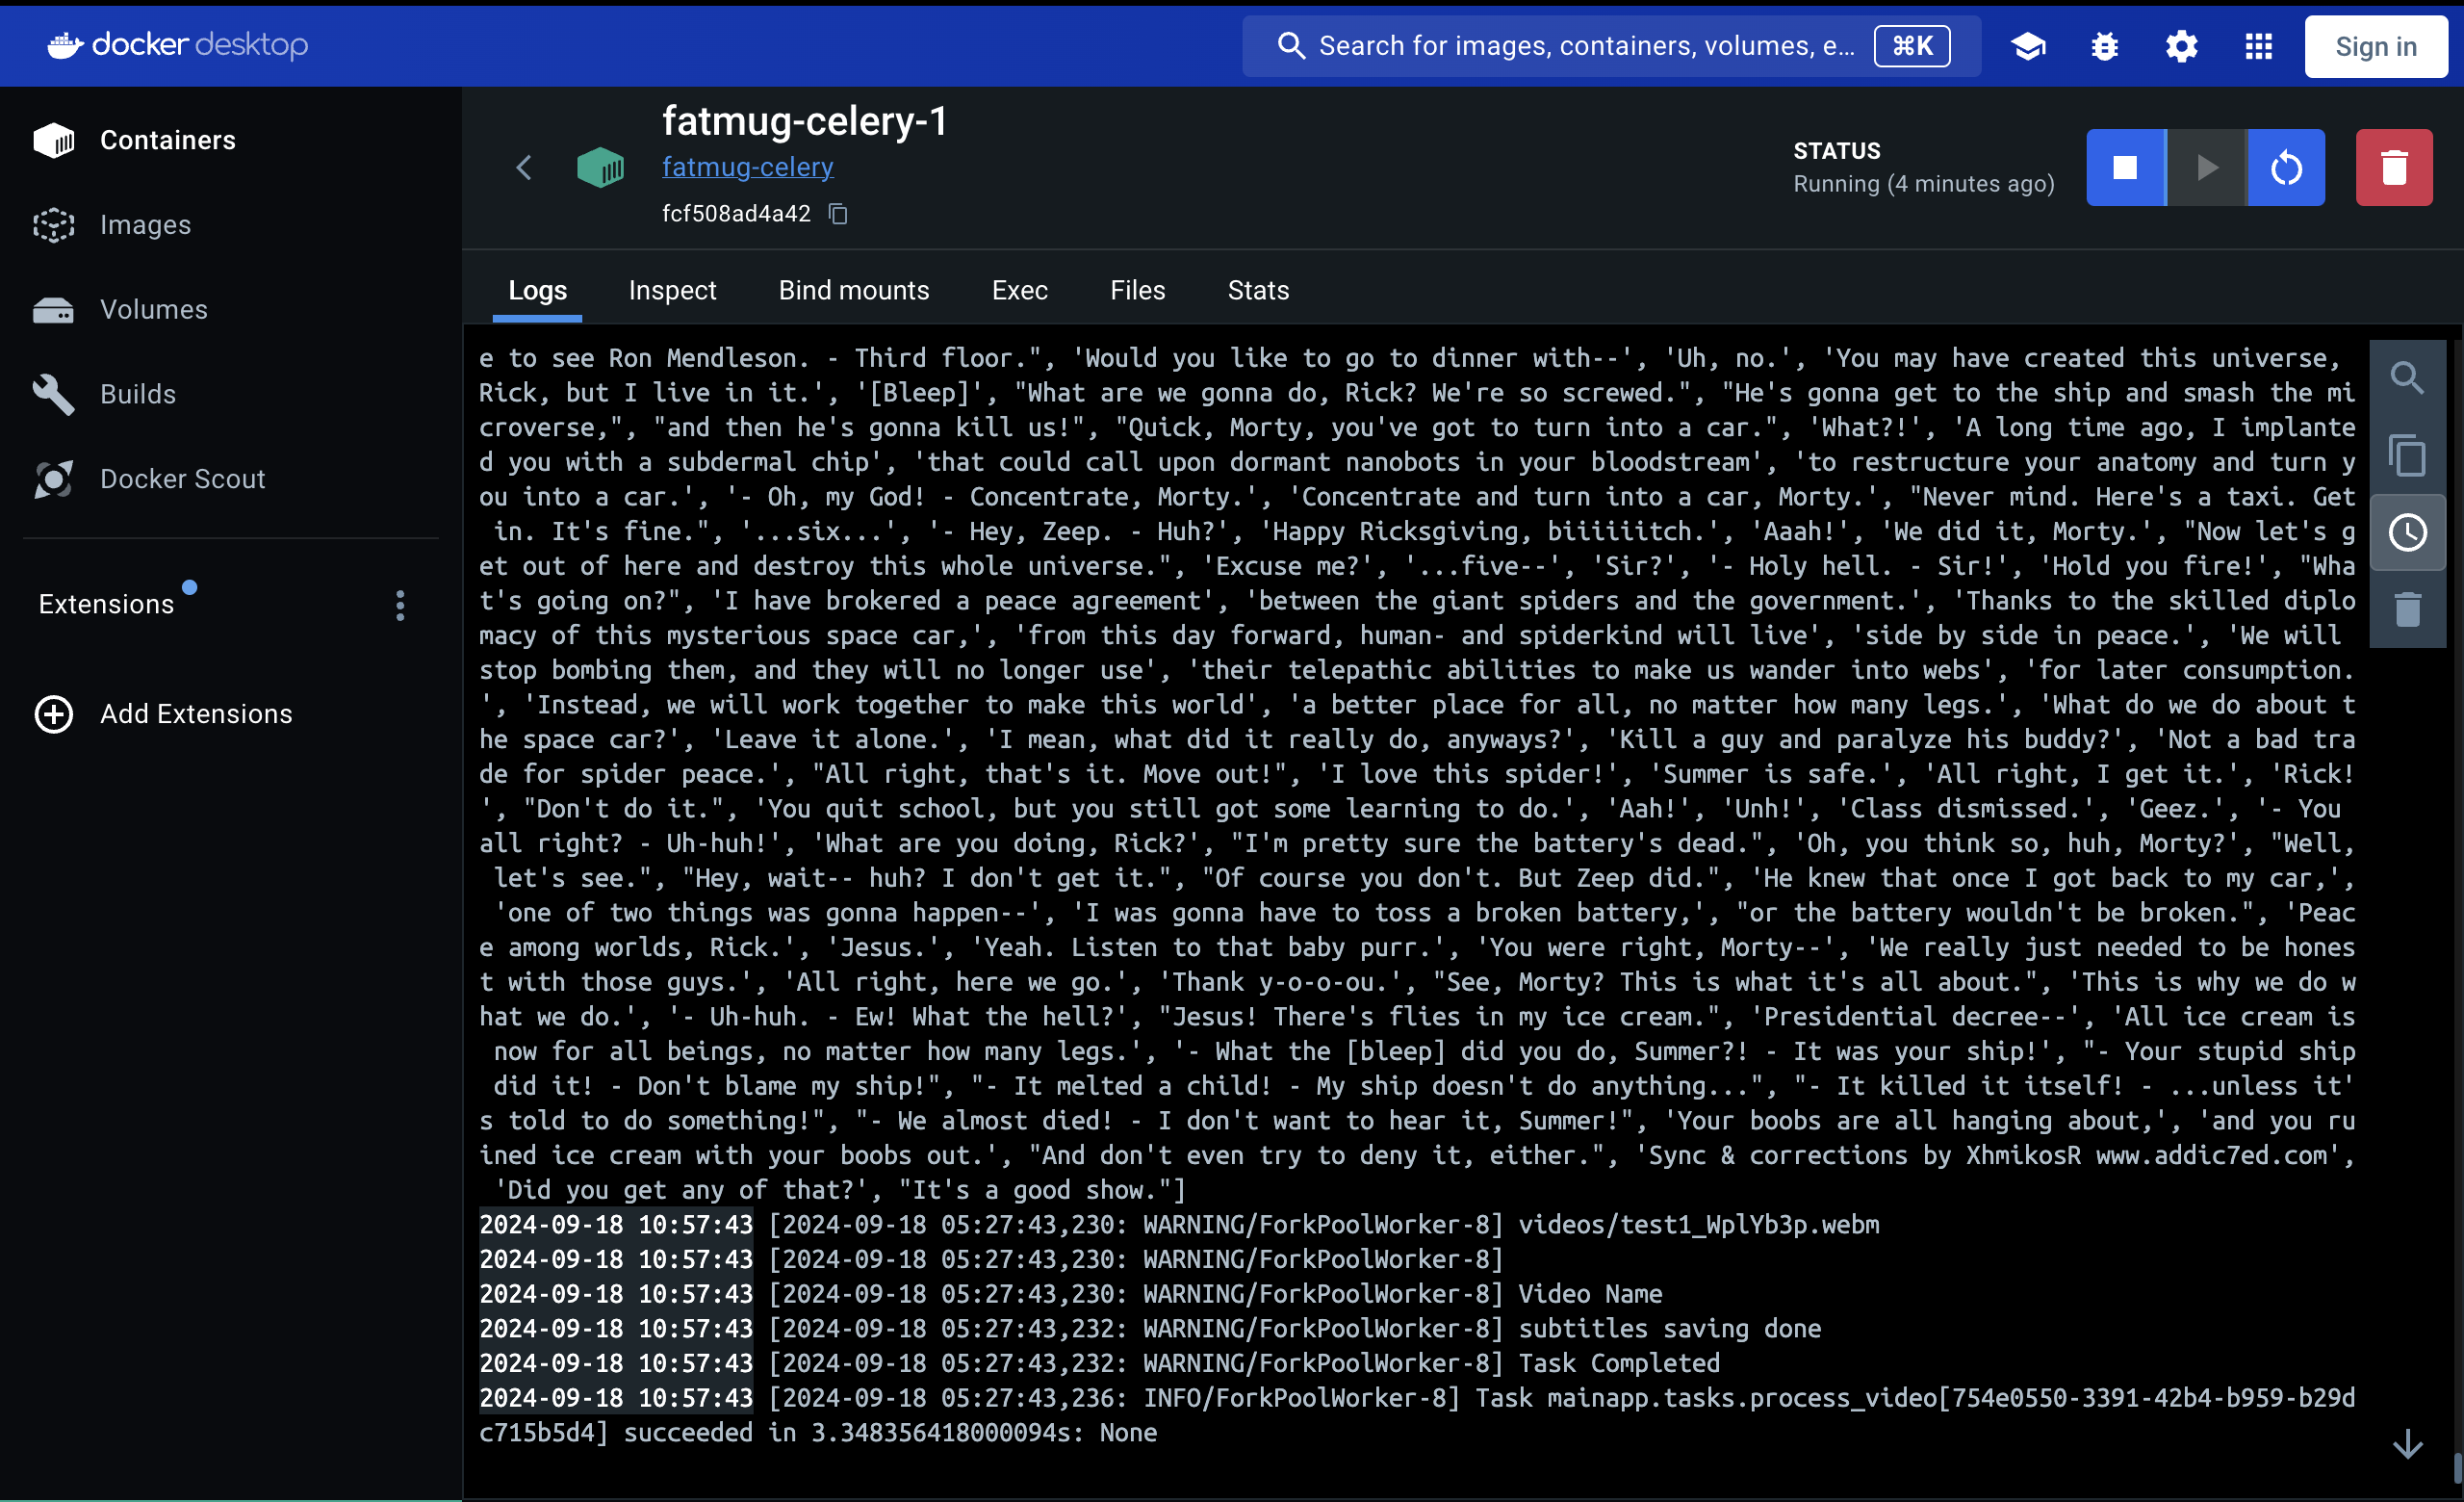 docker desktop
Search for images, containers, volumes, e...
⌘K
Sign in
Containers
Images
Volumes
Builds
Docker Scout
Extensions
Add Extensions
fatmug-celery-1
fatmug-celery
fcf508ad4a42
STATUS
Running (4 minutes ago)
Logs Inspect Bind mounts Exec Files Stats
e to see Ron Mendleson. - Third floor.", 'Would you like to go to dinner with--', 'Uh, no.', 'You may have created this universe,
Rick, but I live in it.', '[Bleep]', "What are we gonna do, Rick? We're so screwed.", "He's gonna get to the ship and smash the mi
croverse,", "and then he's gonna kill us!", "Quick, Morty, you've got to turn into a car.", 'What?!', 'A long time ago, I implante
d you with a subdermal chip', 'that could call upon dormant nanobots in your bloodstream', 'to restructure your anatomy and turn y
ou into a car.', '- Oh, my God! - Concentrate, Morty.', 'Concentrate and turn into a car, Morty.', "Never mind. Here's a taxi. Get
in. It's fine.", '...six...', '- Hey, Zeep. - Huh?', 'Happy Ricksgiving, biiiiiitch.', 'Aaah!', 'We did it, Morty.', "Now let's g
et out of here and destroy this whole universe.", 'Excuse me?', '...five--', 'Sir?', '- Holy hell. - Sir!', 'Hold you fire!', "Wha
t's going on?", 'I have brokered a peace agreement', 'between the giant spiders and the government.', 'Thanks to the skilled diplo
macy of this mysterious space car,', 'from this day forward, human- and spiderkind will live', 'side by side in peace.', 'We will
stop bombing them, and they will no longer use', 'their telepathic abilities to make us wander into webs', 'for later consumption.
', 'Instead, we will work together to make this world', 'a better place for all, no matter how many legs.', 'What do we do about t
he space car?', 'Leave it alone.', 'I mean, what did it really do, anyways?', 'Kill a guy and paralyze his buddy?', 'Not a bad tra
de for spider peace.', "All right, that's it. Move out!", 'I love this spider!', 'Summer is safe.', 'All right, I get it.', 'Rick!
', "Don't do it.", 'You quit school, but you still got some learning to do.', 'Aah!', 'Unh!', 'Class dismissed.', 'Geez.', '- You
all right? - Uh-huh!', 'What are you doing, Rick?', "I'm pretty sure the battery's dead.", 'Oh, you think so, huh, Morty?', "Well,
let's see.", "Hey, wait-- huh? I don't get it.", "Of course you don't. But Zeep did.", 'He knew that once I got back to my car,',
'one of two things was gonna happen--', 'I was gonna have to toss a broken battery,', "or the battery wouldn't be broken.", 'Peac
e among worlds, Rick.', 'Jesus.', 'Yeah. Listen to that baby purr.', 'You were right, Morty--', 'We really just needed to be hones
t with those guys.', 'All right, here we go.', 'Thank y-o-o-ou.', "See, Morty? This is what it's all about.", 'This is why we do w
hat we do.', '- Uh-huh. - Ew! What the hell?', "Jesus! There's flies in my ice cream.", 'Presidential decree--', 'All ice cream is
now for all beings, no matter how many legs.', '- What the [bleep] did you do, Summer?! - It was your ship!', "- Your stupid ship
did it! - Don't blame my ship!", "- It melted a child! - My ship doesn't do anything...", "- It killed it itself! - ...unless it'
s told to do something!", "- We almost died! - I don't want to hear it, Summer!", 'Your boobs are all hanging about,', 'and you ru
ined ice cream with your boobs out.', "And don't even try to deny it, either.", 'Sync & corrections by XhmikosR www.addic7ed.com',
'Did you get any of that?', "It's a good show."]
2024-09-18 10:57:43 [2024-09-18 05:27:43,230: WARNING/ForkPoolWorker-8] videos/test1_WplYb3p.webm
2024-09-18 10:57:43 [2024-09-18 05:27:43,230: WARNING/ForkPoolWorker-8]
2024-09-18 10:57:43 [2024-09-18 05:27:43,230: WARNING/ForkPoolWorker-8] Video Name
2024-09-18 10:57:43 [2024-09-18 05:27:43,232: WARNING/ForkPoolWorker-8] subtitles saving done
2024-09-18 10:57:43 [2024-09-18 05:27:43,232: WARNING/ForkPoolWorker-8] Task Completed
2024-09-18 10:57:43 [2024-09-18 05:27:43,236: INFO/ForkPoolWorker-8] Task mainapp.tasks.process_video[754e0550-3391-42b4-b959-b29d
c715b5d4] succeeded in 3.348356418000094s: None